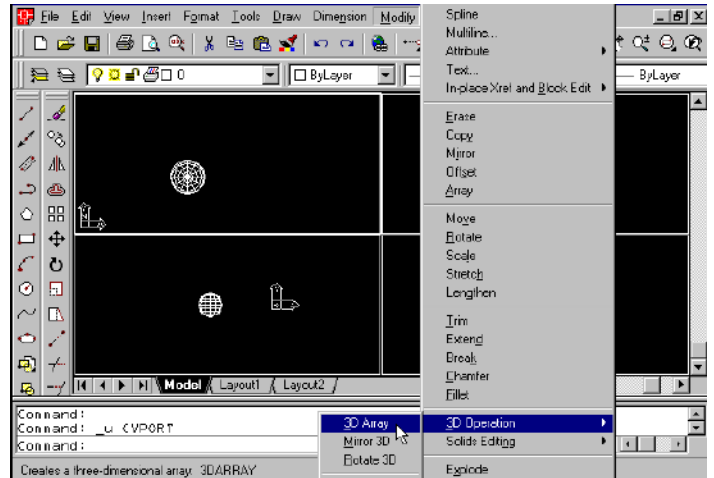 File Edit View Insert Format Tools Draw Dimension Modify
0
ByLayer
ByLayer
Spline
Multiline...
Attribute
Text...
In-place Xref and Block Edit
Erase
Copy
Mirror
Offset
Array
Move
Rotate
Scale
Stretch
Lengthen
Trim
Extend
Break
Chamfer
Fillet
3D Operation
Solids Editing
Explode
3D Array
Mirror 3D
Rotate 3D
Model Layout1 Layout2
Command:
Command: _u CVPORT
Command:
Creates a three-dimensional array: 3DARRAY